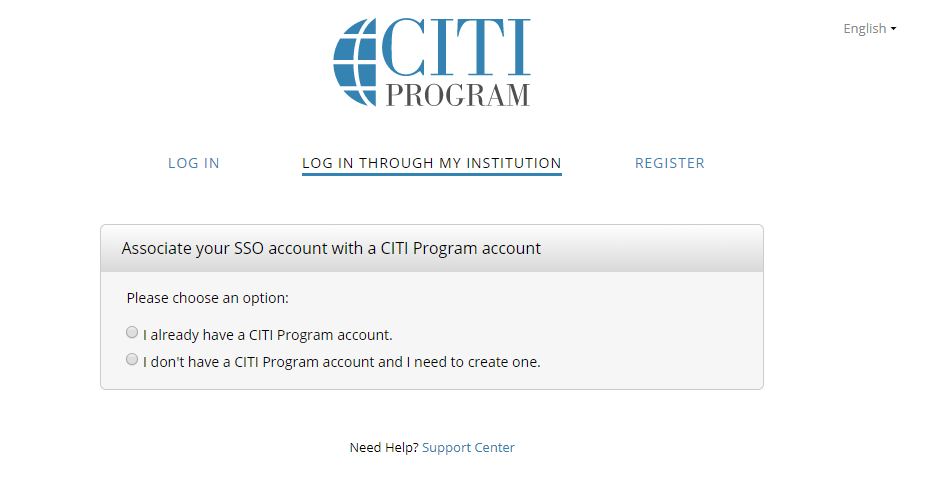 CITI
PROGRAM
English
LOG IN
LOG IN THROUGH MY INSTITUTION
REGISTER
Associate your SSO account with a CITI Program account
Please choose an option:
I already have a CITI Program account.
I don't have a CITI Program account and I need to create one.
Need Help? Support Center